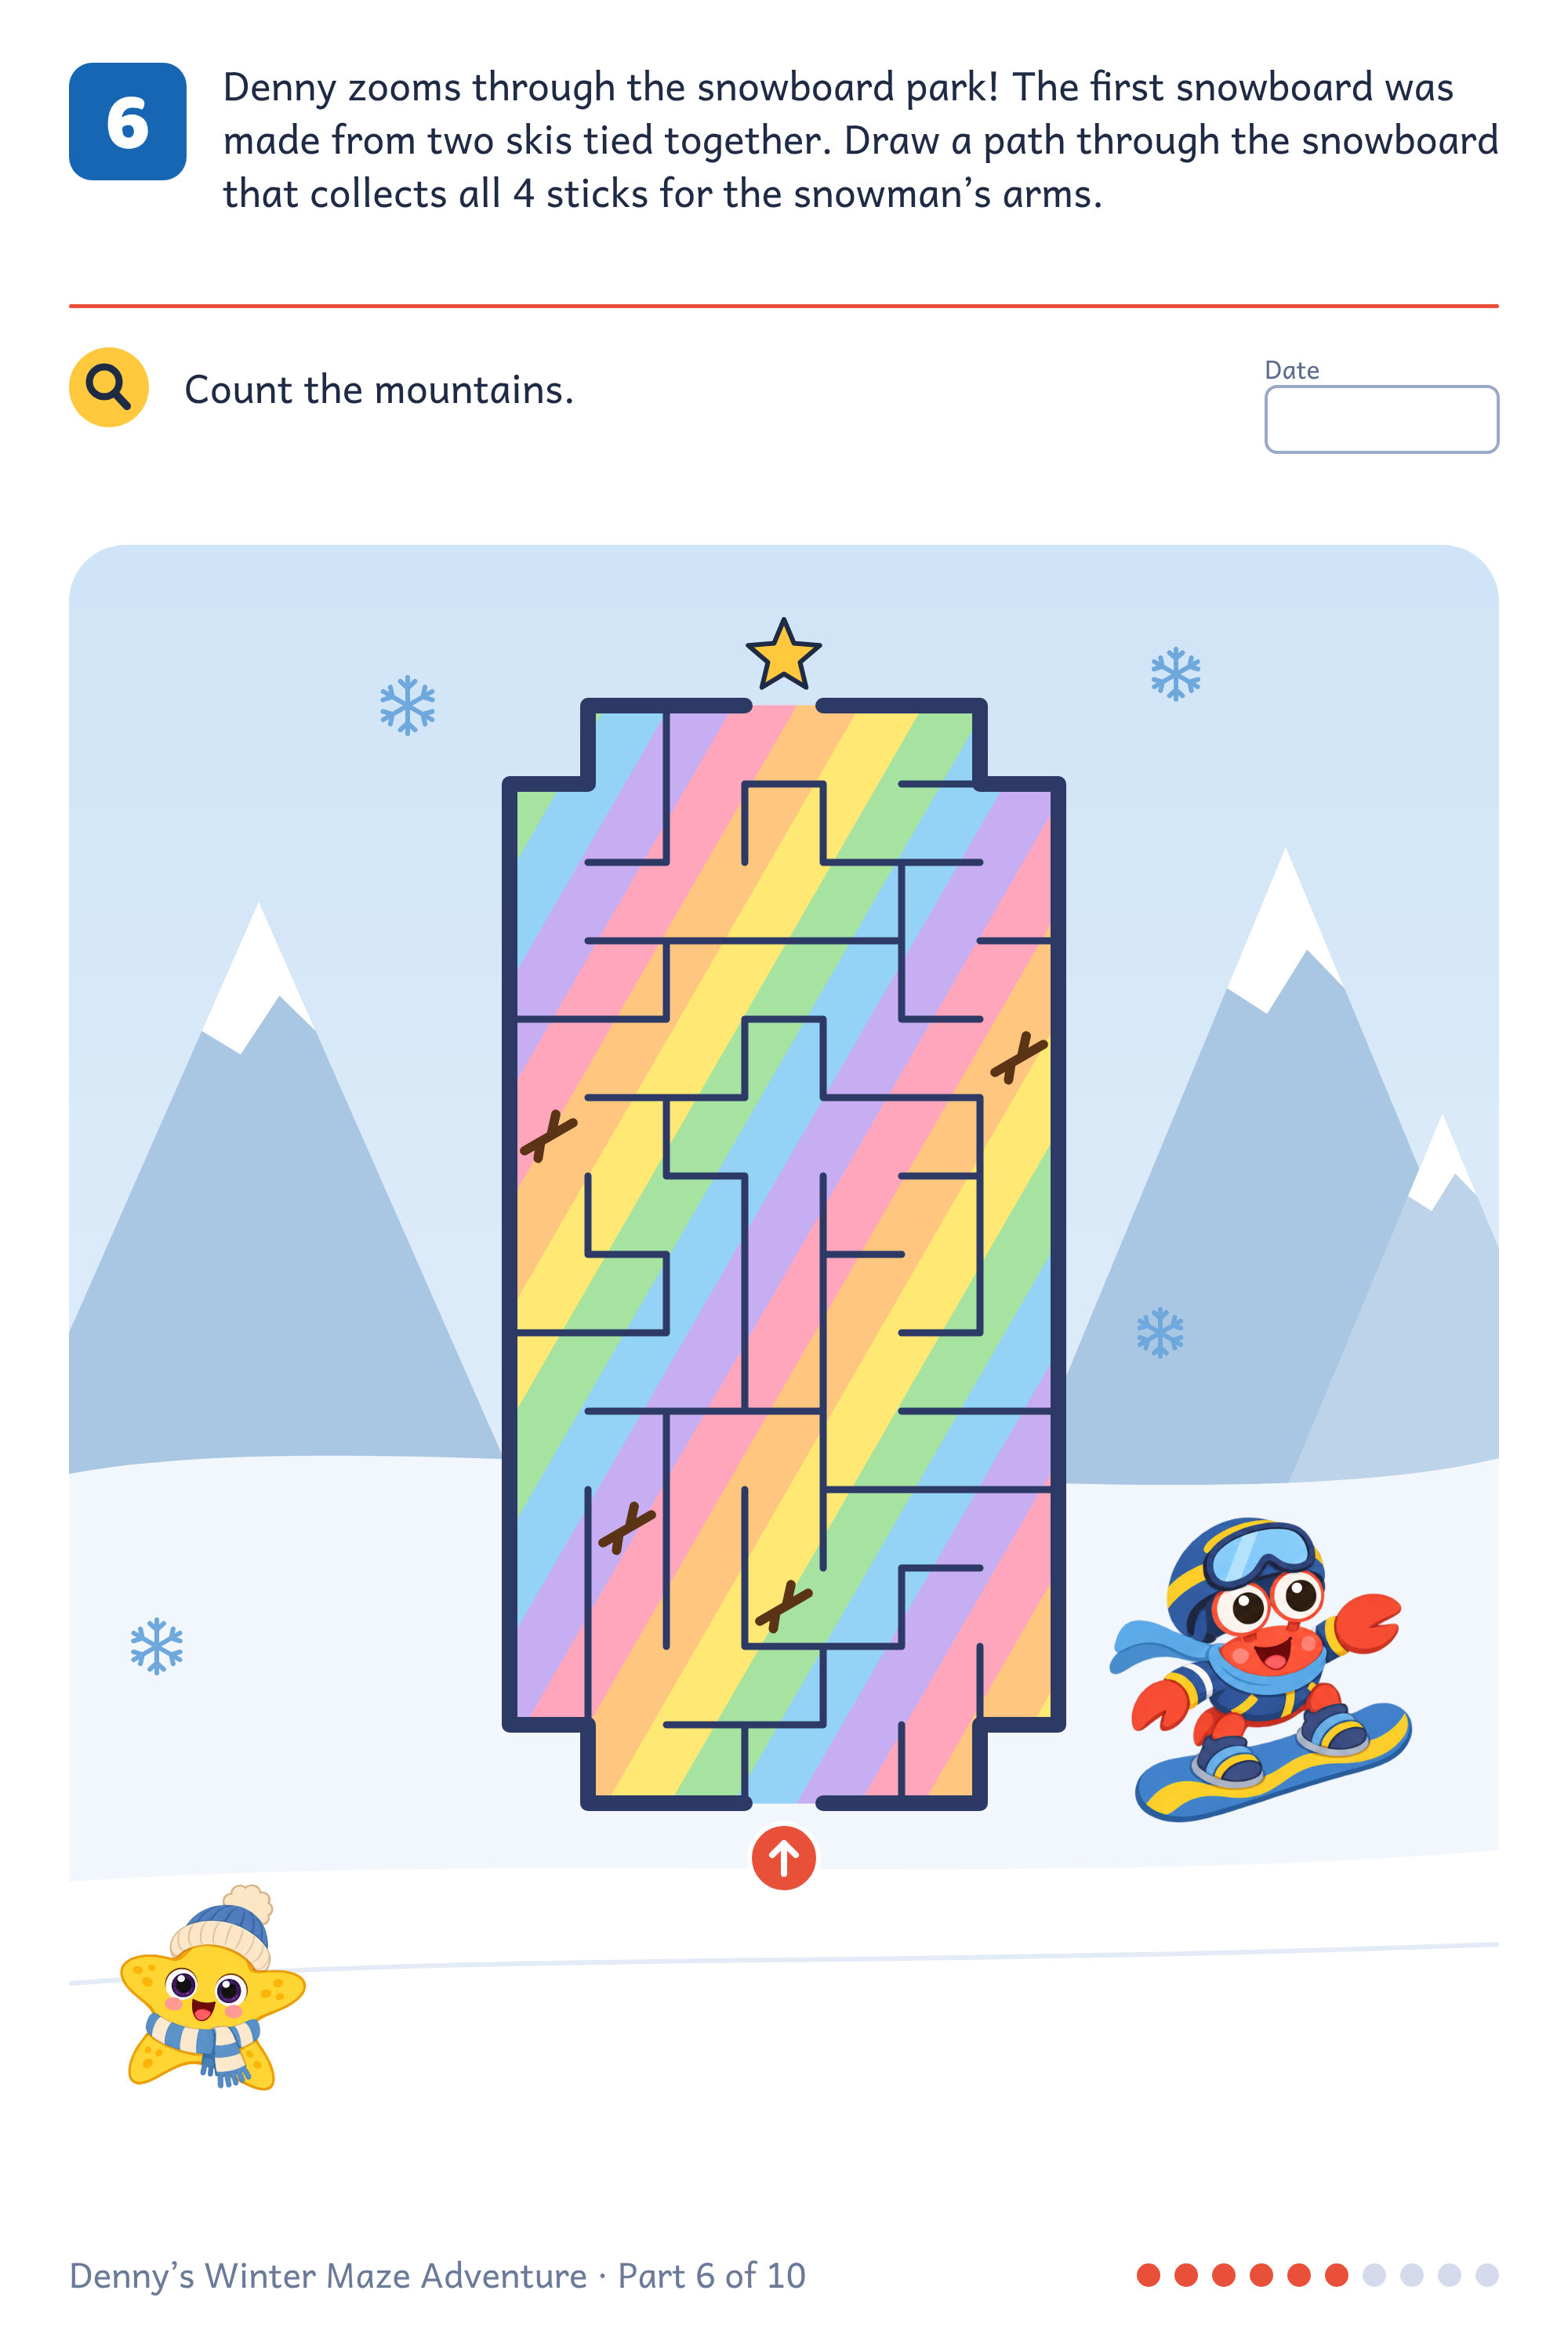 6
Denny zooms through the snowboard park! The first snowboard was
made from two skis tied together. Draw a path through the snowboard
that collects all 4 sticks for the snowman’s arms.
Count the mountains.
Date
Denny’s Winter Maze Adventure · Part 6 of 10